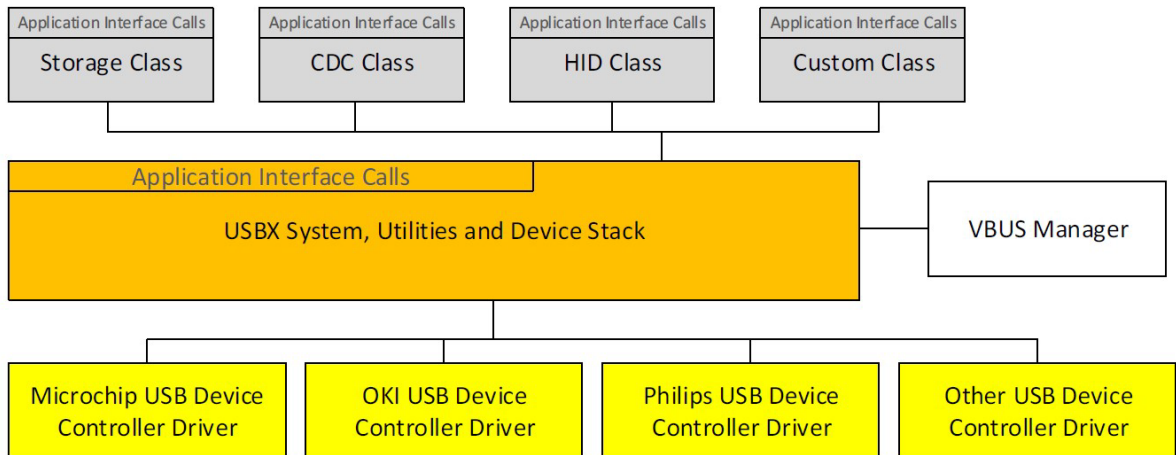 Application Interface Calls
Storage Class
Application Interface Calls
CDC Class
Application Interface Calls
HID Class
Application Interface Calls
Custom Class
Application Interface Calls
USBX System, Utilities and Device Stack
VBUS Manager
Microchip USB Device
Controller Driver
OKI USB Device
Controller Driver
Philips USB Device
Controller Driver
Other USB Device
Controller Driver